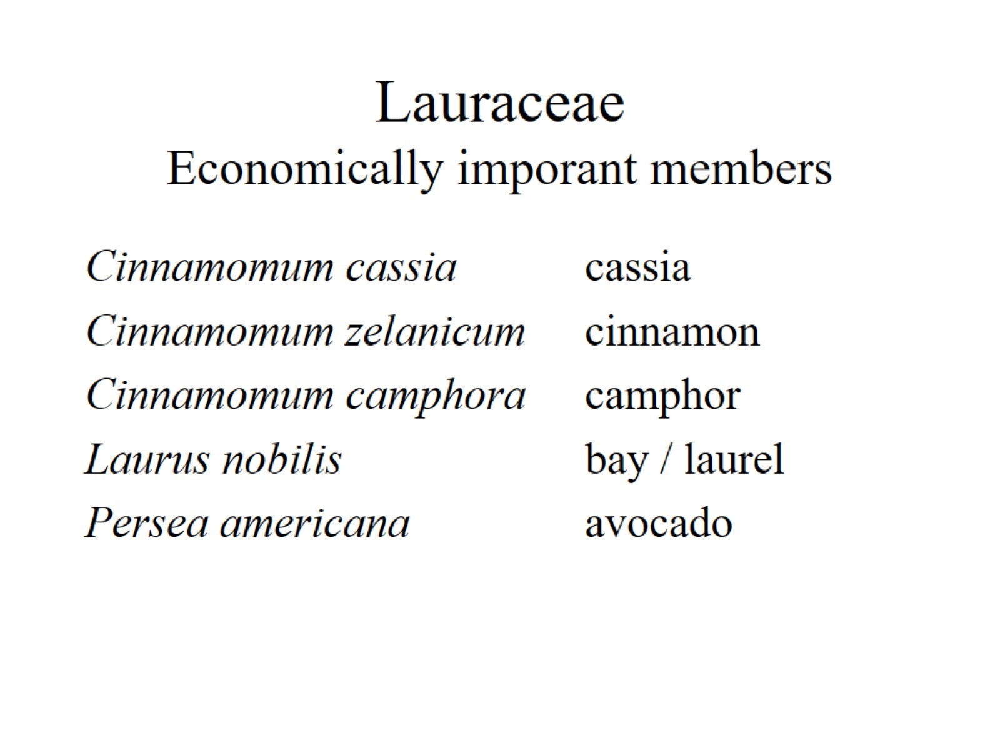 Lauraceae
Economically imporant members
Cinnamomum cassia cassia
Cinnamomum zelanicum cinnamon
Cinnamomum camphora camphor
Laurus nobilis bay / laurel
Persea americana avocado